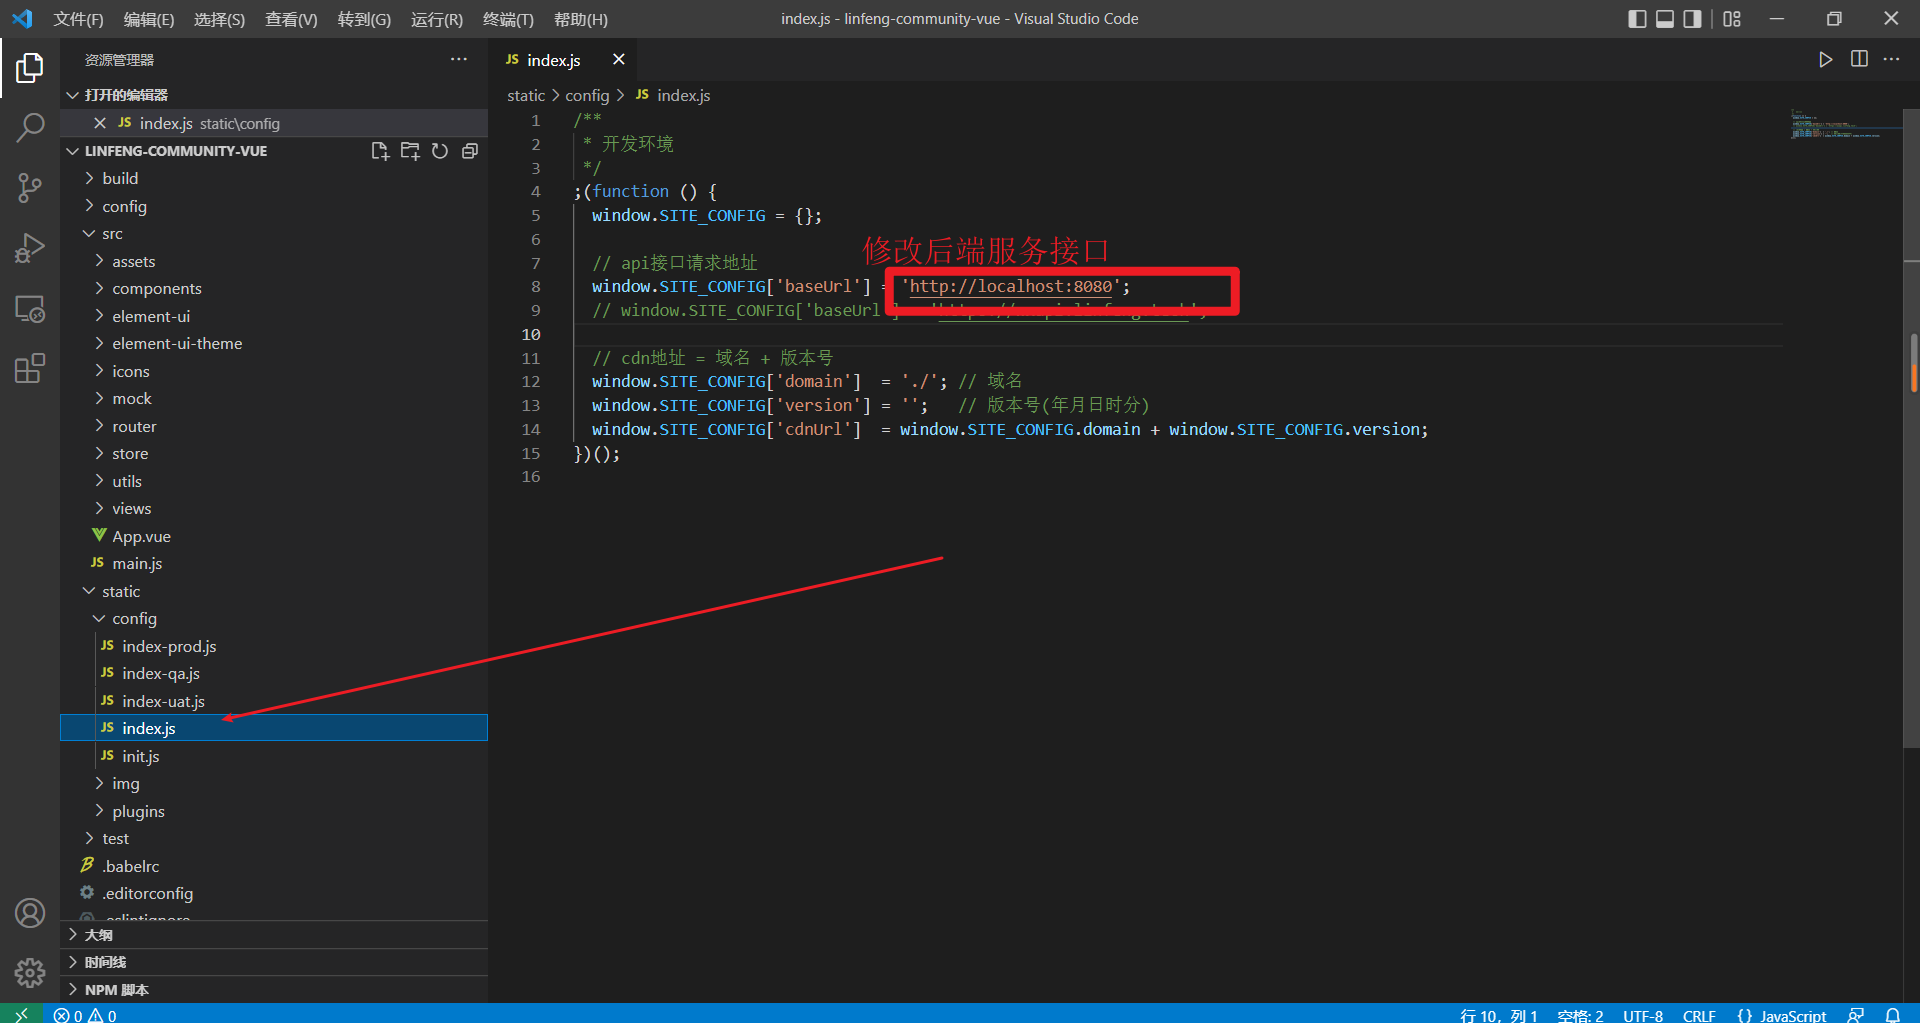 文件(F) 编辑(E) 选择(S) 查看(V) 转到(G) 运行(R) 终端(T) 帮助(H)
index.js - linfeng-community-vue - Visual Studio Code
资源管理器
打开的编辑器
JS index.js static\config
LINFENG-COMMUNITY-VUE
build
config
src
assets
components
element-ui
element-ui-theme
icons
mock
router
store
utils
views
App.vue
JS main.js
static
config
JS index-prod.js
JS index-qa.js
JS index-uat.js
JS index.js
JS init.js
img
plugins
test
.babelrc
.editorconfig
.eslintignore
大纲
时间线
NPM 脚本
JS index.js
static > config > JS index.js
1 /**
2 * 开发环境
3 */
4 ;(function () {
5 window.SITE_CONFIG = {};
6
修改后端服务接口
7 // api接口请求地址
8 window.SITE_CONFIG['baseUrl'] = 'http://localhost:8080';
9 // window.SITE_CONFIG['baseUrl
10
11 // cdn地址 = 域名 + 版本号
12 window.SITE_CONFIG['domain'] = './'; // 域名
13 window.SITE_CONFIG['version'] = ''; // 版本号(年月日时分)
14 window.SITE_CONFIG['cdnUrl'] = window.SITE_CONFIG.domain + window.SITE_CONFIG.version;
15 })();
16
0 0
行 10，列 1 空格: 2 UTF-8 CRLF {} JavaScript